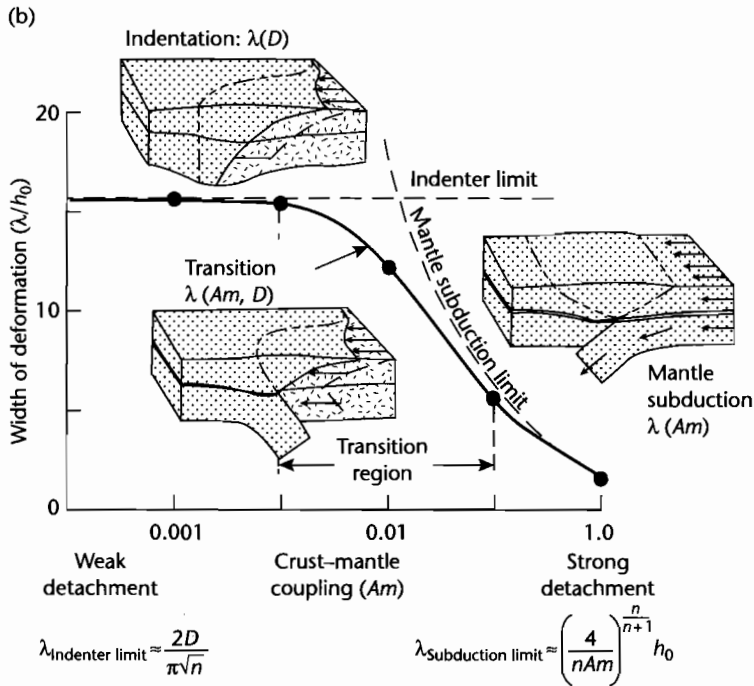 (b)
Indentation: λ(D)
20
Indenter limit
Mantle subduction limit
Transition
λ (Am, D)
10
Width of deformation (λ/h₀)
Mantle
subduction
λ (Am)
Transition
region
0
0.001
0.01
1.0
Weak
detachment
Crust–mantle
coupling (Am)
Strong
detachment
λIndenter limit ≈ 2D / π√n
λSubduction limit ≈ (4 / nAm)^(n / n+1) h₀